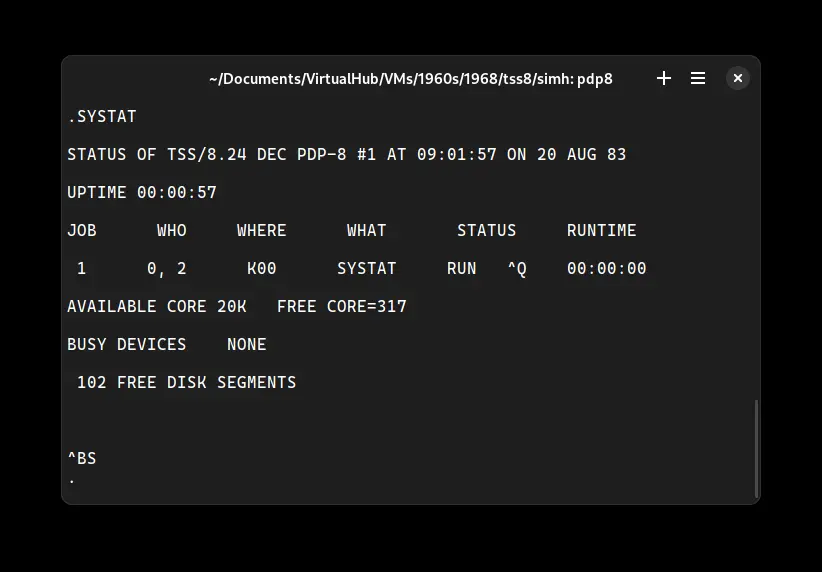 ~/Documents/VirtualHub/VMs/1960s/1968/tss8/simh: pdp8
.SYSTAT
STATUS OF TSS/8.24 DEC PDP-8 #1 AT 09:01:57 ON 20 AUG 83
UPTIME 00:00:57
JOB      WHO     WHERE      WHAT       STATUS     RUNTIME
 1      0, 2      K00      SYSTAT     RUN   ^Q    00:00:00
AVAILABLE CORE 20K   FREE CORE=317
BUSY DEVICES    NONE
 102 FREE DISK SEGMENTS
^BS
.